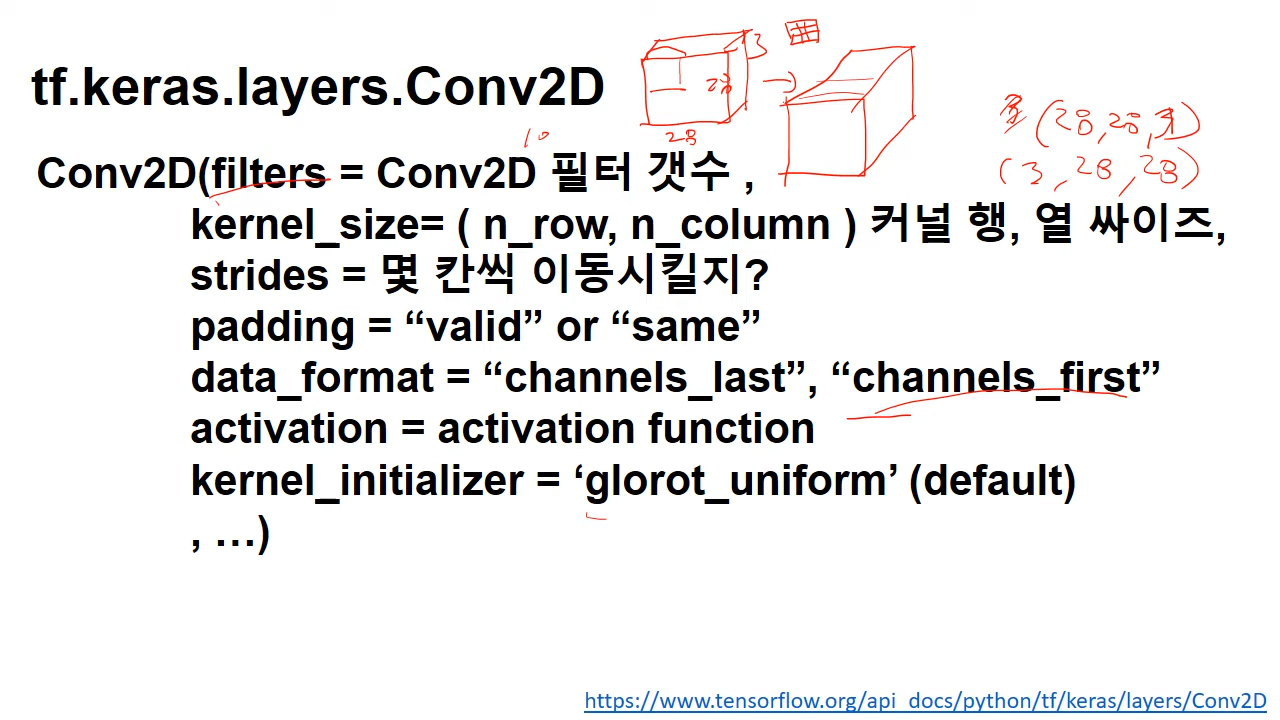 tf.keras.layers.Conv2D
3
28
28
(28, 28, 3)
(3, 28, 28)
10
Conv2D(filters = Conv2D 필터 갯수 ,
kernel_size= ( n_row, n_column ) 커널 행, 열 싸이즈,
strides = 몇 칸씩 이동시킬지?
padding = “valid” or “same”
data_format = “channels_last”, “channels_first”
activation = activation function
kernel_initializer = ‘glorot_uniform’ (default)
, …)
https://www.tensorflow.org/api_docs/python/tf/keras/layers/Conv2D